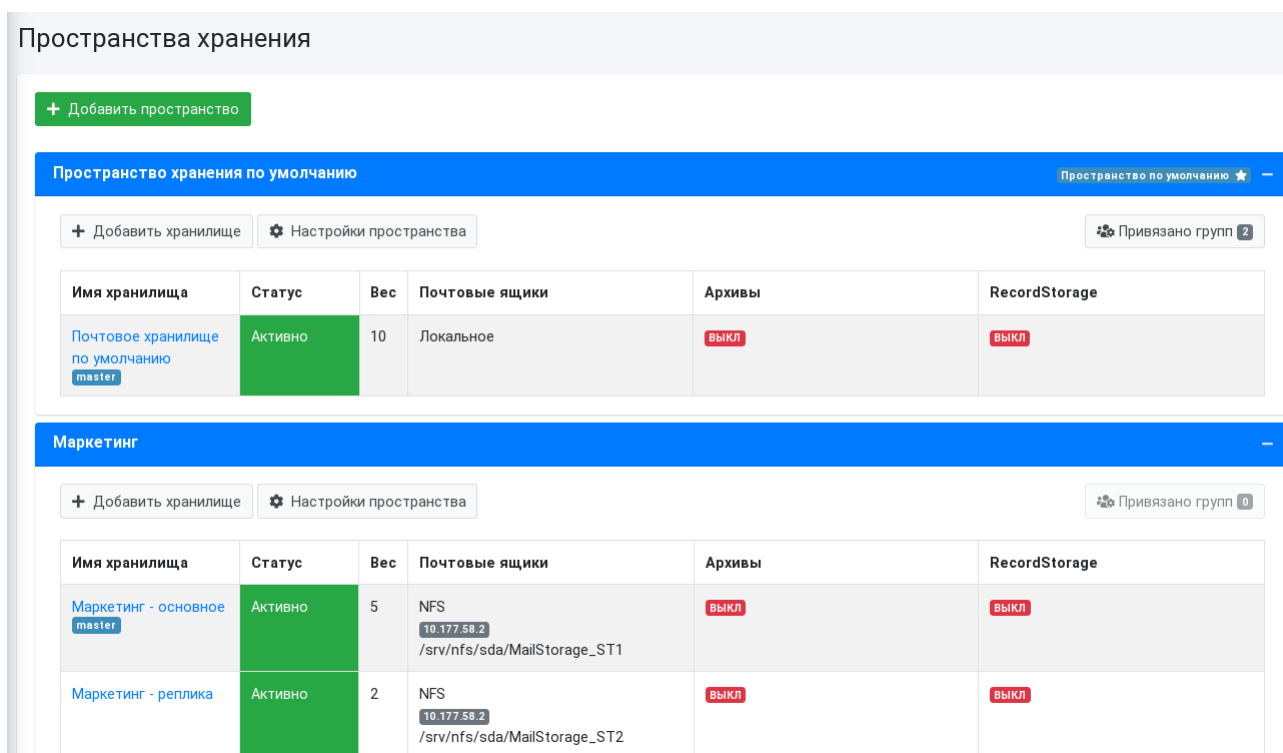 Пространства хранения
Добавить пространство
Пространство хранения по умолчанию Пространство по умолчанию
Добавить хранилище Настройки пространства Привязано групп 2
Имя хранилища Статус Вес Почтовые ящики Архивы RecordStorage
Почтовое хранилище Активно 10 Локальное ВЫКЛ ВЫКЛ
по умолчанию
master
Маркетинг
Добавить хранилище Настройки пространства Привязано групп 0
Имя хранилища Статус Вес Почтовые ящики Архивы RecordStorage
Маркетинг - основное Активно 5 NFS ВЫКЛ ВЫКЛ
master 10.177.58.2
/srv/nfs/sda/MailStorage_ST1
Маркетинг - реплика Активно 2 NFS ВЫКЛ ВЫКЛ
10.177.58.2
/srv/nfs/sda/MailStorage_ST2